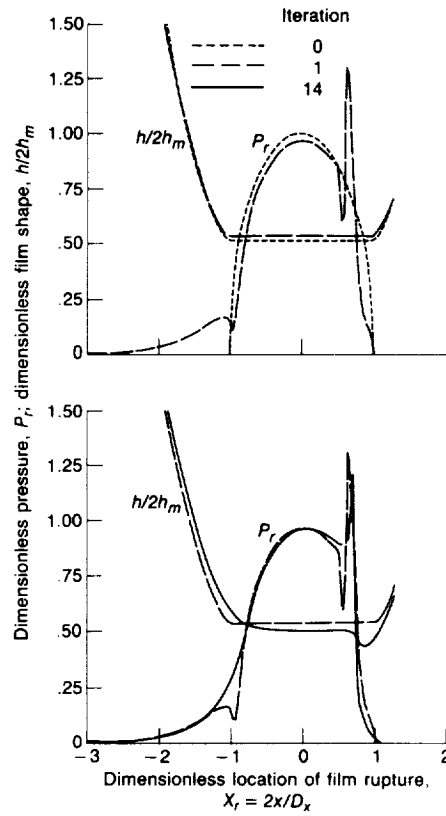 Iteration
0
1
14
1.50
1.25
1.00
.75
.50
.25
0
h/2hm
Pr
1.50
1.25
1.00
.75
.50
.25
0
h/2hm
Pr
Dimensionless pressure, Pr; dimensionless film shape, h/2hm
-3
-2
-1
0
1
2
Dimensionless location of film rupture,
Xr = 2x/Dx